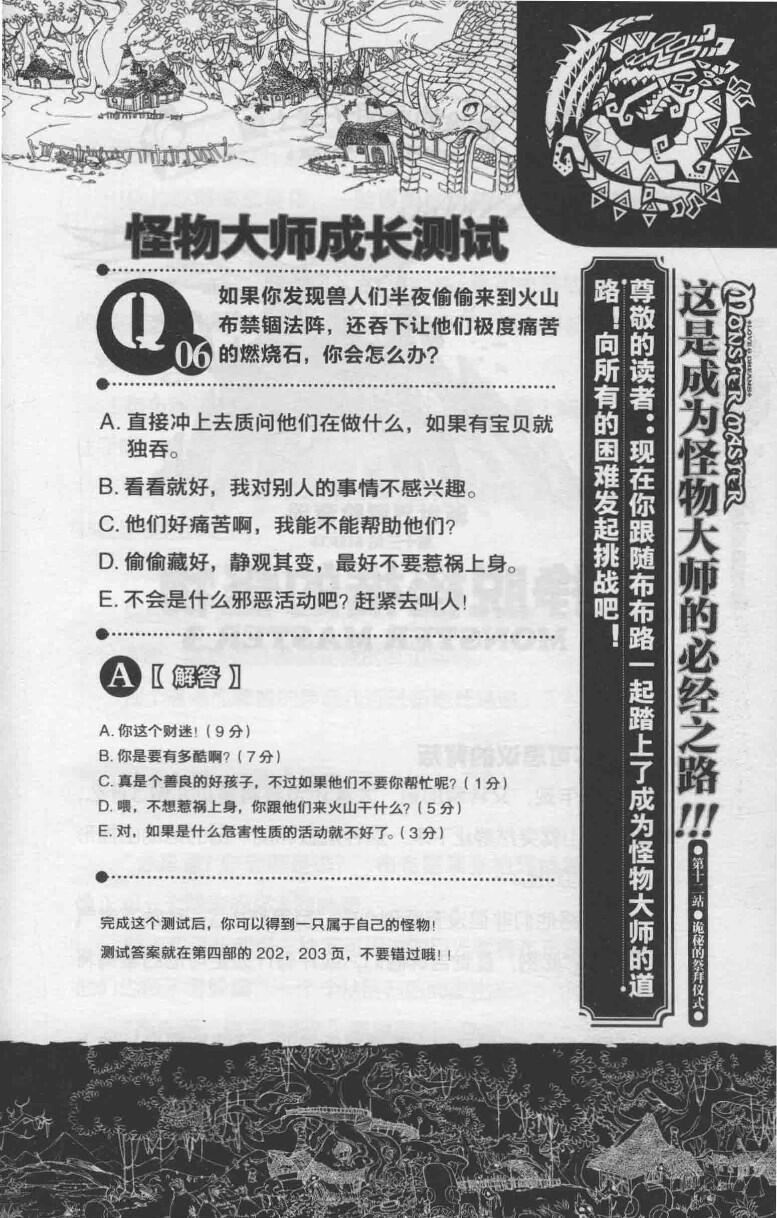 怪物大师成长测试
Q
06
如果你发现兽人们半夜偷偷来到火山
布禁锢法阵，还吞下让他们极度痛苦
的燃烧石，你会怎么办？
A. 直接冲上去质问他们在做什么，如果有宝贝就
独吞。
B. 看看就好，我对别人的事情不感兴趣。
C. 他们好痛苦啊，我能不能帮助他们？
D. 偷偷藏好，静观其变，最好不要惹祸上身。
E. 不会是什么邪恶活动吧？赶紧去叫人！
A【解答】
A. 你这个财迷！（9分）
B. 你是要有多酷啊？（7分）
C. 真是个善良的好孩子，不过如果他们不要你帮忙呢？（1分）
D. 喂，不想惹祸上身，你跟他们来火山干什么？（5分）
E. 对，如果是什么危害性质的活动就不好了。（3分）
完成这个测试后，你可以得到一只属于自己的怪物！
测试答案就在第四部的202，203页，不要错过哦！！
MONSTER MASTER
LOVE & DREAMS
这是成为怪物大师的必经之路!!!
●第十二站●诡秘的祭拜仪式●
尊敬的读者：现在你跟随布布路一起踏上了成为怪物大师的道
路！向所有的困难发起挑战吧！